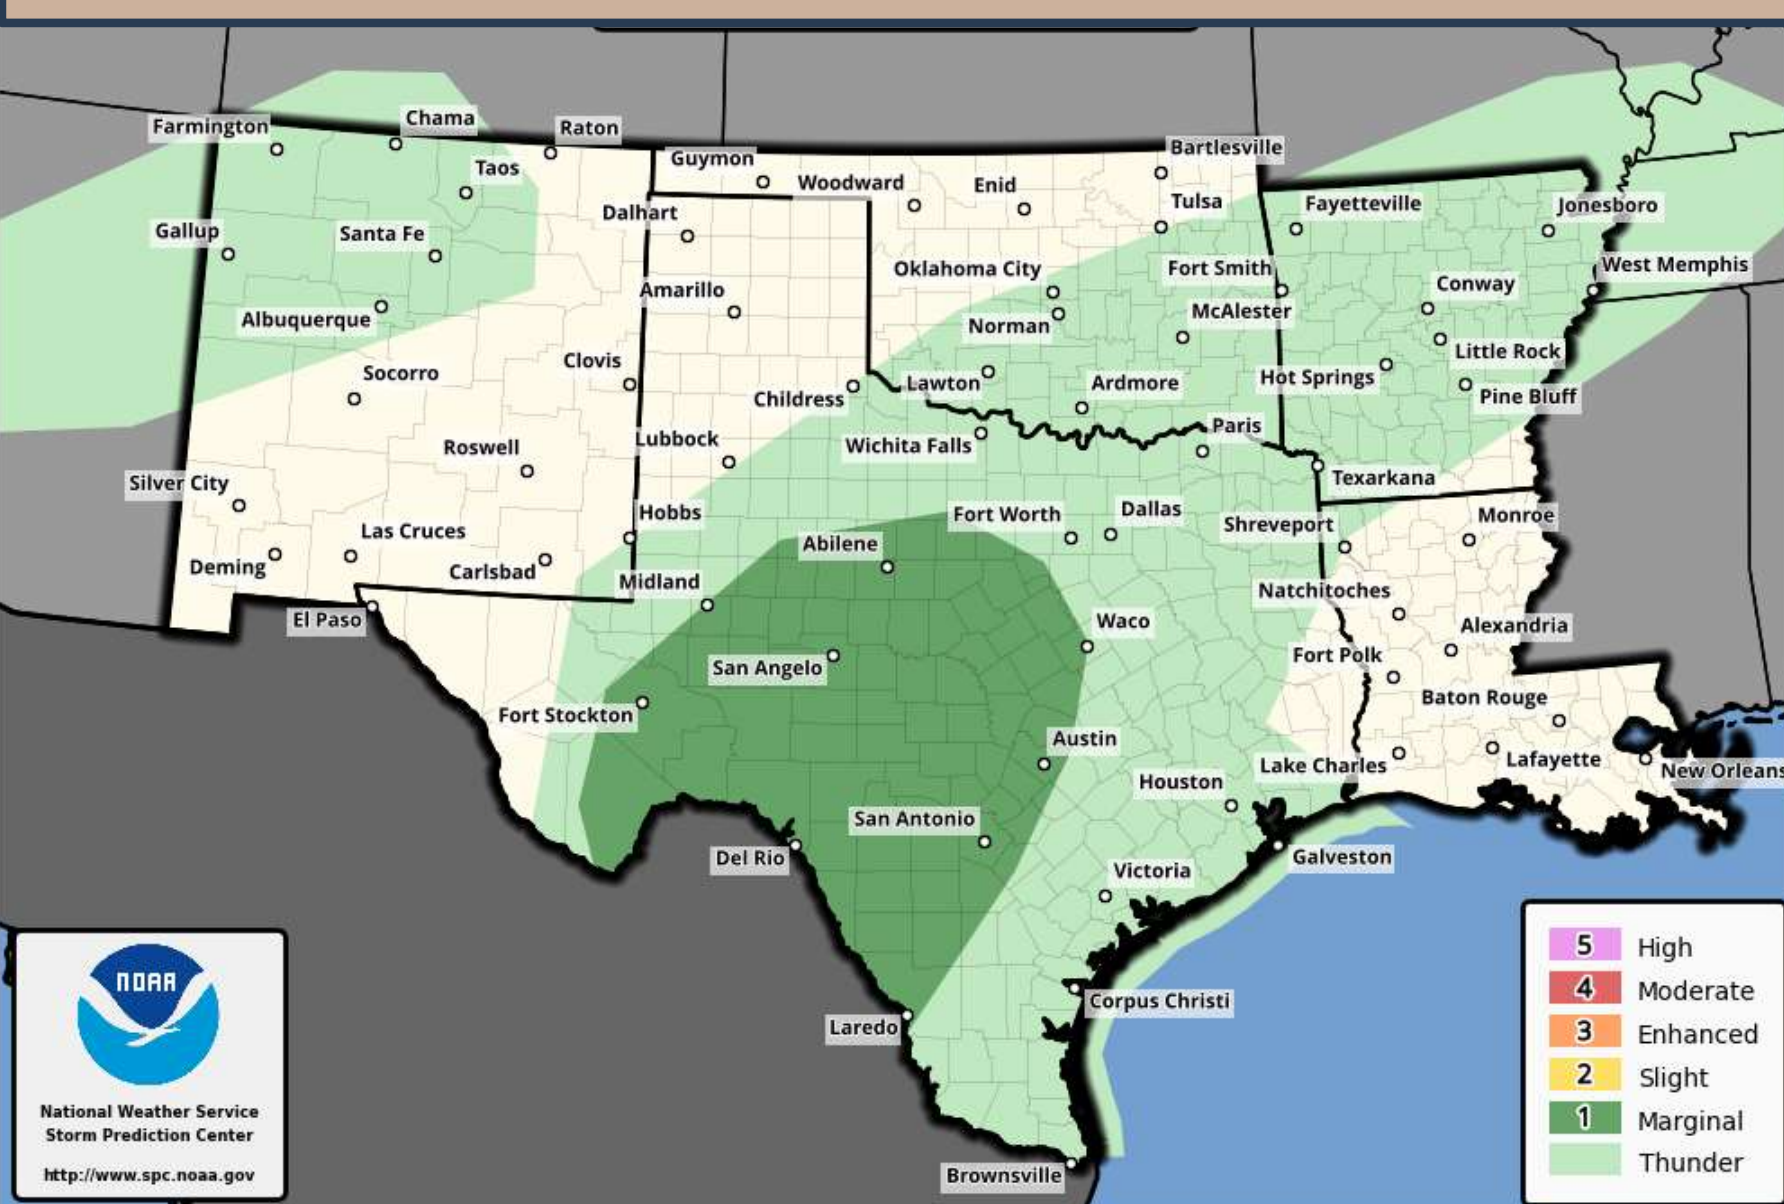 Farmington
Chama
Raton
Taos
Guymon
Woodward
Enid
Bartlesville
Tulsa
Fayetteville
Jonesboro
Gallup
Santa Fe
Dalhart
Oklahoma City
Fort Smith
West Memphis
Conway
Amarillo
Albuquerque
Norman
McAlester
Little Rock
Socorro
Clovis
Childress
Lawton
Ardmore
Hot Springs
Pine Bluff
Roswell
Lubbock
Wichita Falls
Paris
Texarkana
Silver City
Las Cruces
Hobbs
Fort Worth
Dallas
Shreveport
Monroe
Deming
Carlsbad
Midland
Abilene
Natchitoches
El Paso
Waco
Alexandria
San Angelo
Fort Polk
Fort Stockton
Baton Rouge
Austin
Houston
Lake Charles
Lafayette
New Orleans
San Antonio
Del Rio
Galveston
Victoria
Corpus Christi
Laredo
Brownsville
NOAA
National Weather Service
Storm Prediction Center
http://www.spc.noaa.gov
5 High
4 Moderate
3 Enhanced
2 Slight
1 Marginal
Thunder